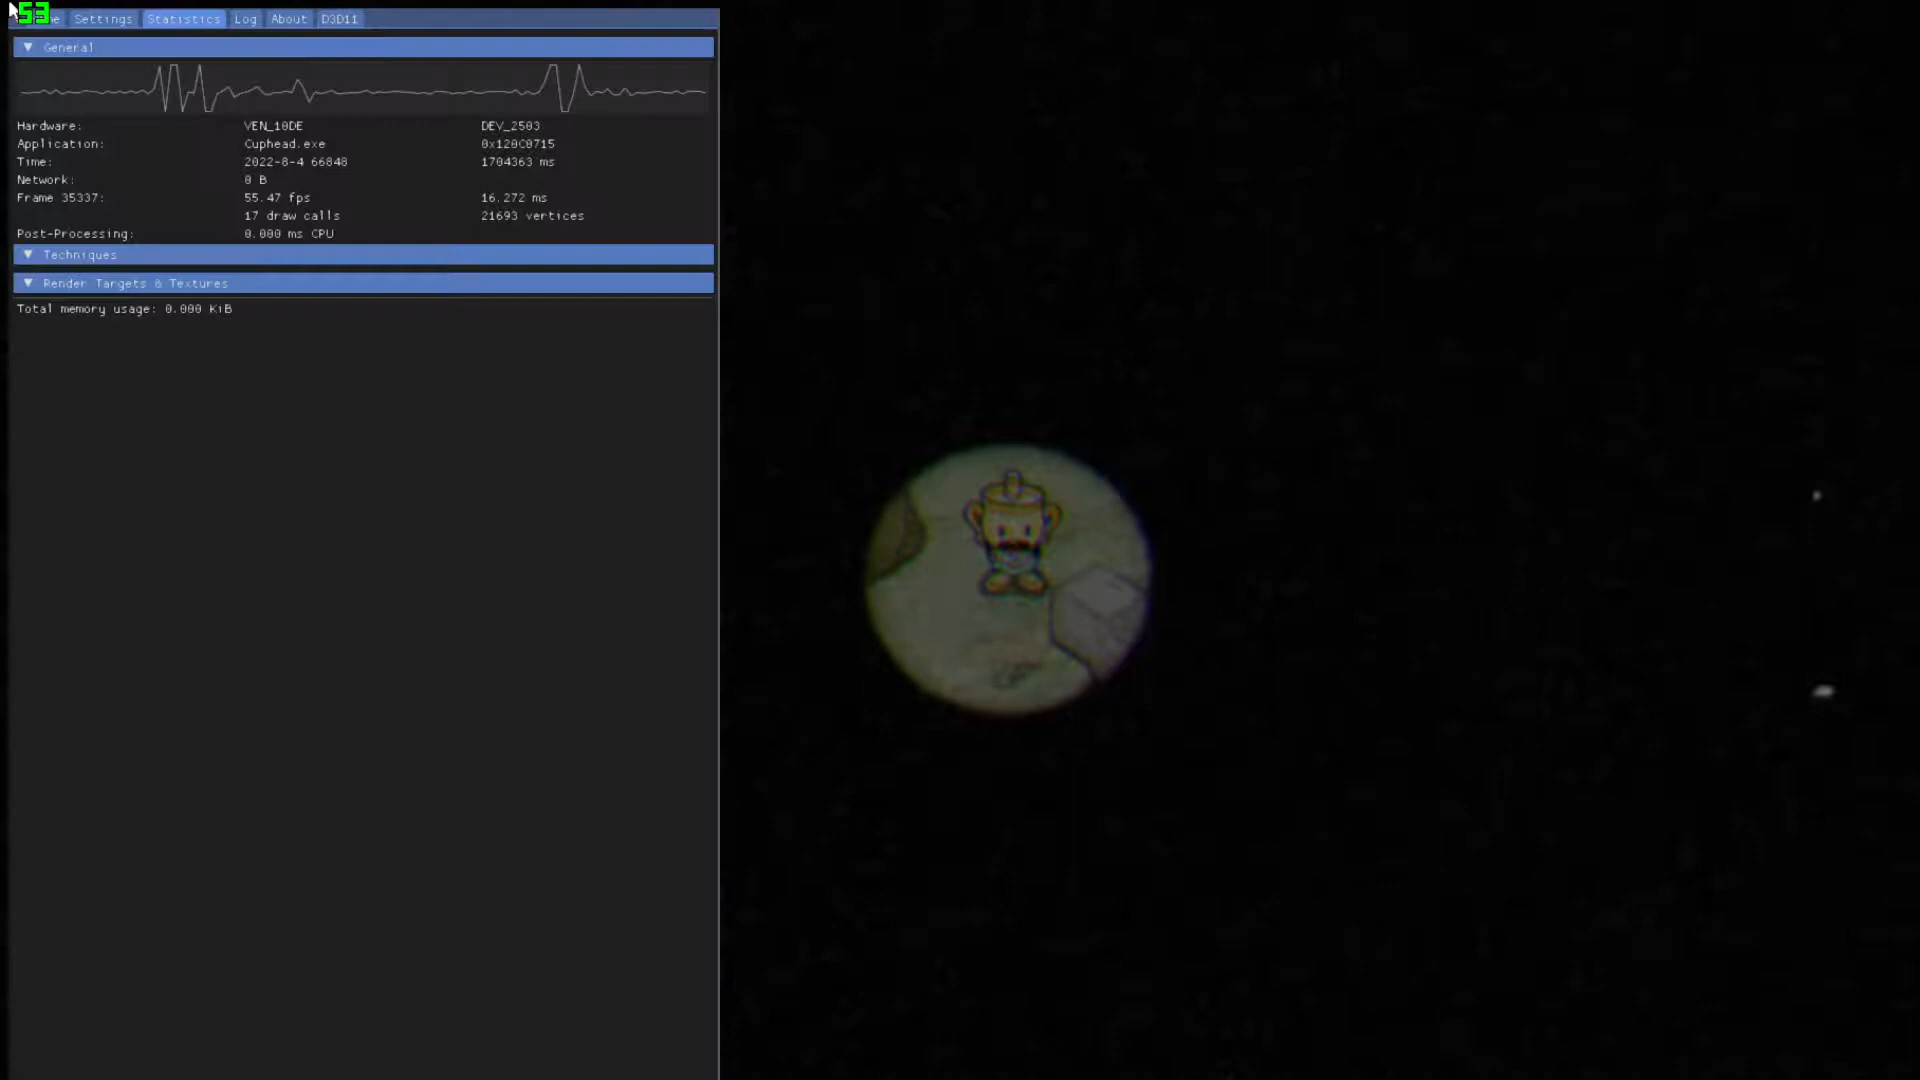 53
Settings Statistics Log About D3D11
General
Hardware: VEN_10DE DEV_2503
Application: Cuphead.exe 0x120C0715
Time: 2022-8-4 66848 1704363 ms
Network: 0 B
Frame 35337: 55.47 fps 16.272 ms
17 draw calls 21693 vertices
Post-Processing: 0.000 ms CPU
Techniques
Render Targets & Textures
Total memory usage: 0.000 KiB